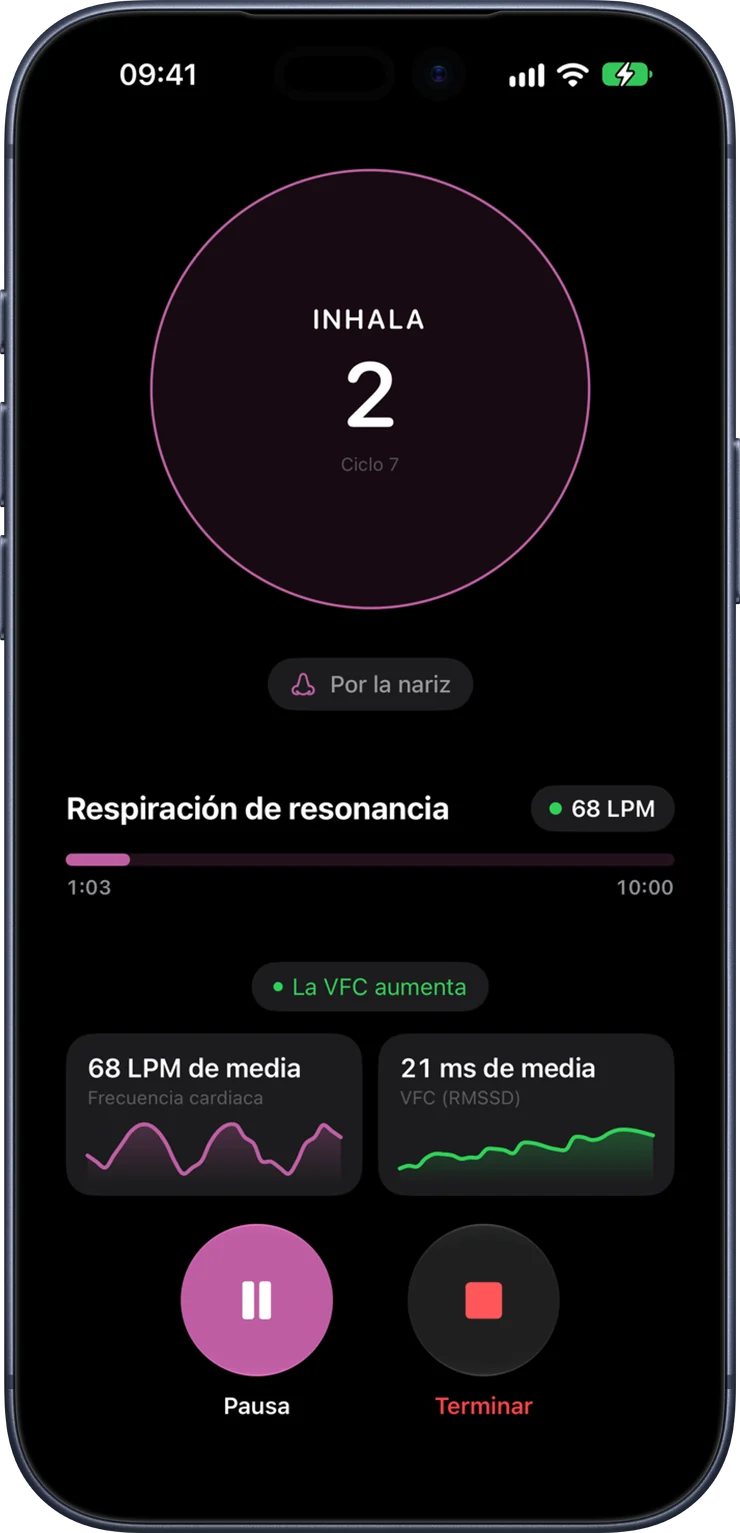 09:41
INHALA
2
Ciclo 7
Por la nariz
Respiración de resonancia
68 LPM
1:03
10:00
La VFC aumenta
68 LPM de media
Frecuencia cardiaca
21 ms de media
VFC (RMSSD)
Pausa
Terminar